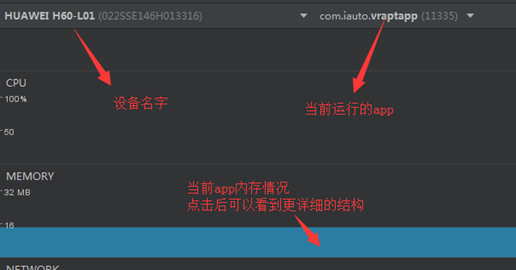 HUAWEI H60-L01 (022SSE146H013316) com.iauto.vraptapp (11335)
CPU
100%
设备名字
当前运行的app
50
MEMORY
当前app内存情况
32 MB
点击后可以看到更详细的结构
16
NETWORK